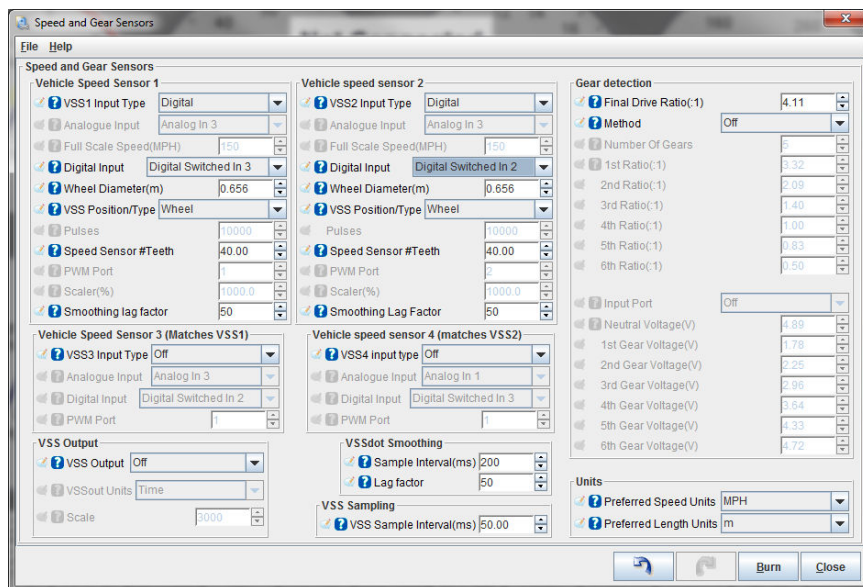 Speed and Gear Sensors
File Help
Speed and Gear Sensors
Vehicle Speed Sensor 1
VSS1 Input Type Digital
Analogue Input Analog In 3
Full Scale Speed(MPH) 150
Digital Input Digital Switched In 3
Wheel Diameter(m) 0.656
VSS Position/Type Wheel
Pulses 10000
Speed Sensor #Teeth 40.00
PWM Port 1
Scaler(%) 1000.0
Smoothing lag factor 50
Vehicle speed sensor 2
VSS2 Input Type Digital
Analogue Input Analog In 3
Full Scale Speed(MPH) 150
Digital Input Digital Switched In 2
Wheel Diameter(m) 0.656
VSS Position/Type Wheel
Pulses 10000
Speed Sensor #Teeth 40.00
PWM Port 2
Scaler(%) 1000.0
Smoothing Lag Factor 50
Vehicle Speed Sensor 3 (Matches VSS1)
VSS3 Input Type Off
Analogue Input Analog In 3
Digital Input Digital Switched In 2
PWM Port 1
Vehicle speed sensor 4 (matches VSS2)
VSS4 input type Off
Analogue Input Analog In 1
Digital Input Digital Switched In 3
PWM Port 1
VSS Output
VSS Output Off
VSSout Units Time
Scale 3000
VSSdot Smoothing
Sample Interval(ms) 200
Lag factor 50
VSS Sampling
VSS Sample Interval(ms) 50.00
Gear detection
Final Drive Ratio(:1) 4.11
Method Off
Number Of Gears 5
1st Ratio(:1) 3.32
2nd Ratio(:1) 2.09
3rd Ratio(:1) 1.40
4th Ratio(:1) 1.00
5th Ratio(:1) 0.83
6th Ratio(:1) 0.50
Input Port Off
Neutral Voltage(V) 4.89
1st Gear Voltage(V) 1.78
2nd Gear Voltage(V) 2.25
3rd Gear Voltage(V) 2.96
4th Gear Voltage(V) 3.64
5th Gear Voltage(V) 4.33
6th Gear Voltage(V) 4.72
Units
Preferred Speed Units MPH
Preferred Length Units m
Burn Close